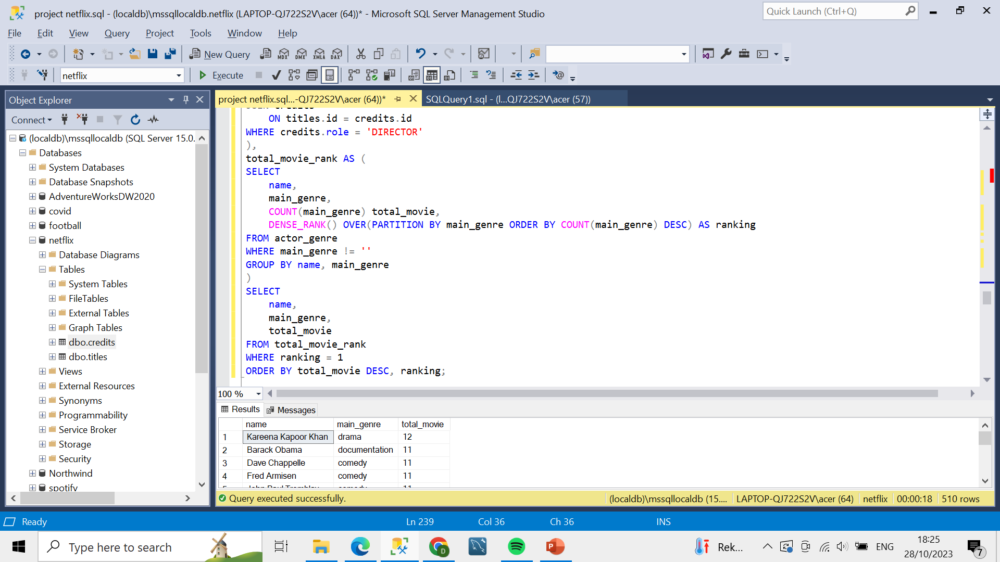 project netflix.sql - (localdb)\mssqllocaldb.netflix (LAPTOP-QJ722S2V\acer (64))* - Microsoft SQL Server Management Studio
Quick Launch (Ctrl+Q)
File Edit View Query Project Tools Window Help
New Query MDX DMX XMLA DAX
netflix Execute
Object Explorer
Connect
(localdb)\mssqllocaldb (SQL Server 15.0.
Databases
System Databases
Database Snapshots
AdventureWorksDW2020
covid
football
netflix
Database Diagrams
Tables
System Tables
FileTables
External Tables
Graph Tables
dbo.credits
dbo.titles
Views
External Resources
Synonyms
Programmability
Service Broker
Storage
Security
Northwind
spotify
project netflix.sql...-QJ722S2V\acer (64))* SQLQuery1.sql - (l...QJ722S2V\acer (57))
JOIN credits
ON titles.id = credits.id
WHERE credits.role = 'DIRECTOR'
),
total_movie_rank AS (
SELECT
name,
main_genre,
COUNT(main_genre) total_movie,
DENSE_RANK() OVER(PARTITION BY main_genre ORDER BY COUNT(main_genre) DESC) AS ranking
FROM actor_genre
WHERE main_genre != ''
GROUP BY name, main_genre
)
SELECT
name,
main_genre,
total_movie
FROM total_movie_rank
WHERE ranking = 1
ORDER BY total_movie DESC, ranking;
100 %
Results Messages
name main_genre total_movie
1 Kareena Kapoor Khan drama 12
2 Barack Obama documentation 11
3 Dave Chappelle comedy 11
4 Fred Armisen comedy 11
Query executed successfully. (localdb)\mssqllocaldb (15.... LAPTOP-QJ722S2V\acer (64) netflix 00:00:18 510 rows
Ready Ln 239 Col 36 Ch 36 INS
Type here to search
D
P
Rek...
ENG
18:25
28/10/2023
7